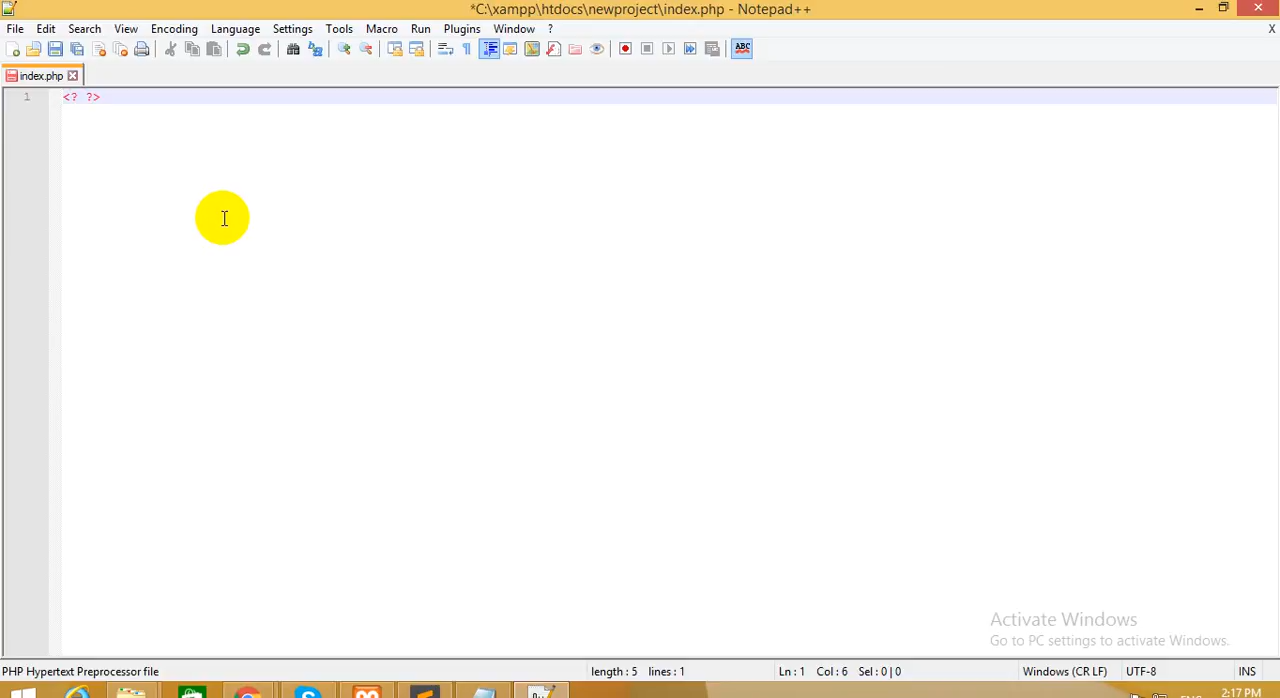 *C:\xampp\htdocs\newproject\index.php - Notepad++
File Edit Search View Encoding Language Settings Tools Macro Run Plugins Window ? X
ABC
index.php
1 <? ?>
Activate Windows
Go to PC settings to activate Windows.
PHP Hypertext Preprocessor file length : 5 lines : 1 Ln : 1 Col : 6 Sel : 0 | 0 Windows (CR LF) UTF-8 INS
2:17 PM